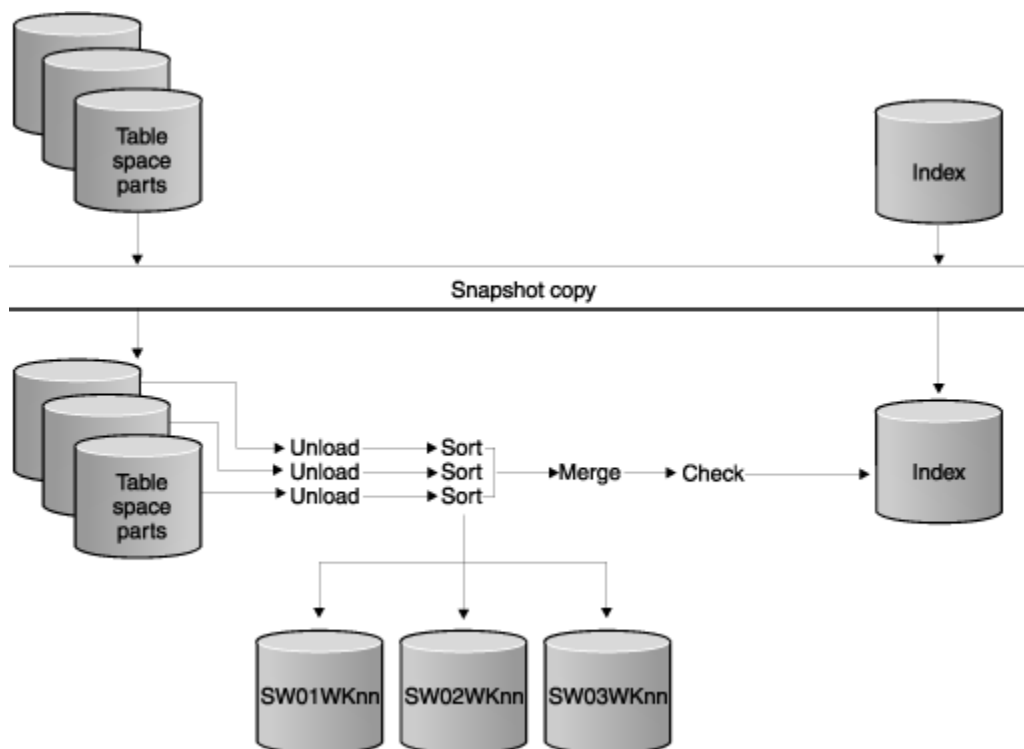 Table
space
parts
Index
Snapshot copy
Unload Sort
Unload Sort Merge Check Index
Unload Sort
Table
space
parts
SW01WKnn SW02WKnn SW03WKnn